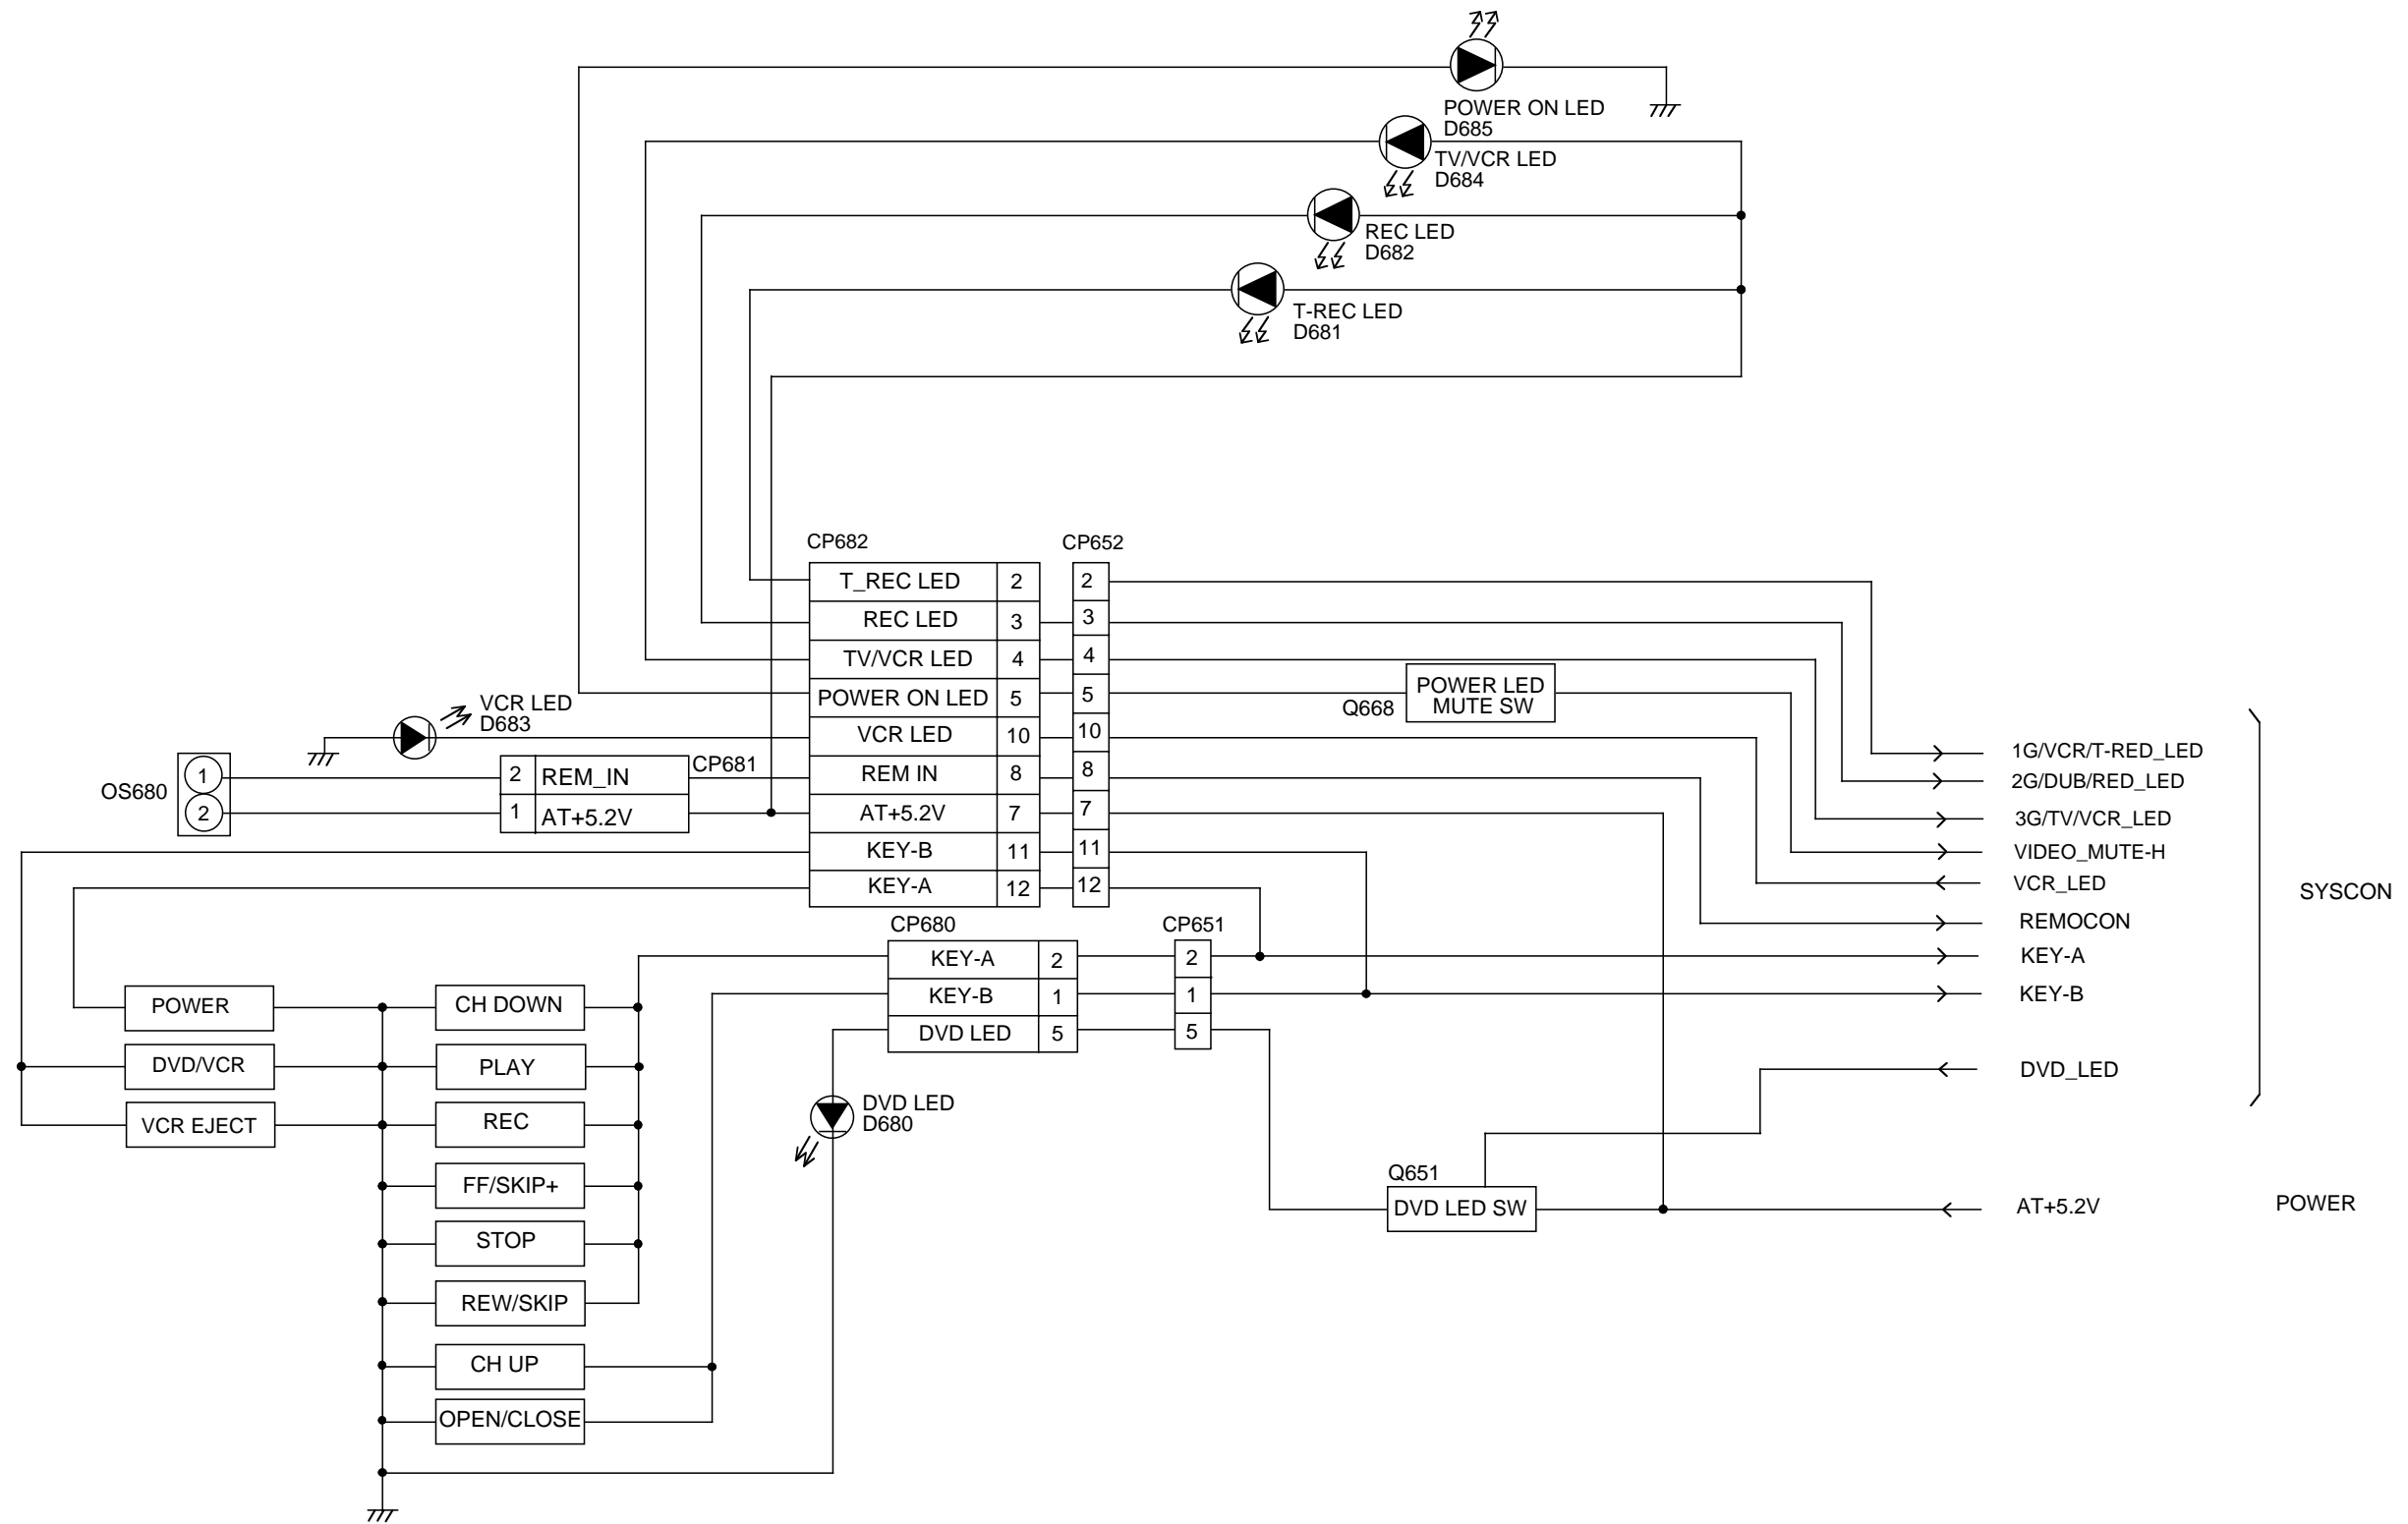 POWER ON LED
D685
TV/VCR LED
D684
REC LED
D682
T-REC LED
D681
CP682
CP652
T_REC LED 2 2
REC LED 3 3
TV/VCR LED 4 4
POWER ON LED 5 5
VCR LED 10 10
REM IN 8 8
AT+5.2V 7 7
KEY-B 11 11
KEY-A 12 12
VCR LED
D683
OS680
1
2
2 REM_IN
1 AT+5.2V
CP681
Q668
POWER LED
MUTE SW
1G/VCR/T-RED_LED
2G/DUB/RED_LED
3G/TV/VCR_LED
VIDEO_MUTE-H
VCR_LED
REMOCON
KEY-A
KEY-B
DVD_LED
SYSCON
CP680
CP651
KEY-A 2 2
KEY-B 1 1
DVD LED 5 5
POWER
DVD/VCR
VCR EJECT
CH DOWN
PLAY
REC
FF/SKIP+
STOP
REW/SKIP
CH UP
OPEN/CLOSE
DVD LED
D680
Q651
DVD LED SW
AT+5.2V
POWER